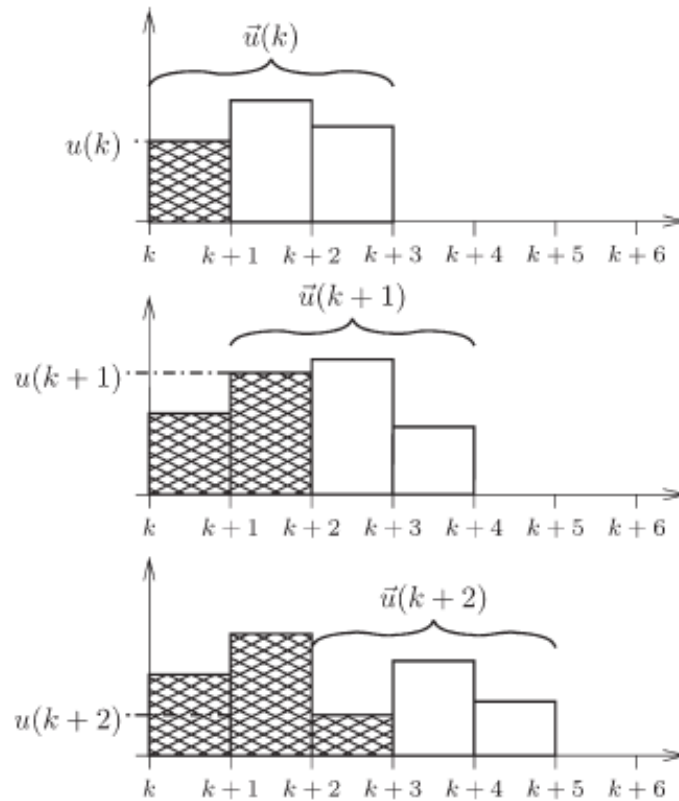 u⃗(k)
u(k)
k k + 1 k + 2 k + 3 k + 4 k + 5 k + 6
u⃗(k + 1)
u(k + 1)
k k + 1 k + 2 k + 3 k + 4 k + 5 k + 6
u⃗(k + 2)
u(k + 2)
k k + 1 k + 2 k + 3 k + 4 k + 5 k + 6